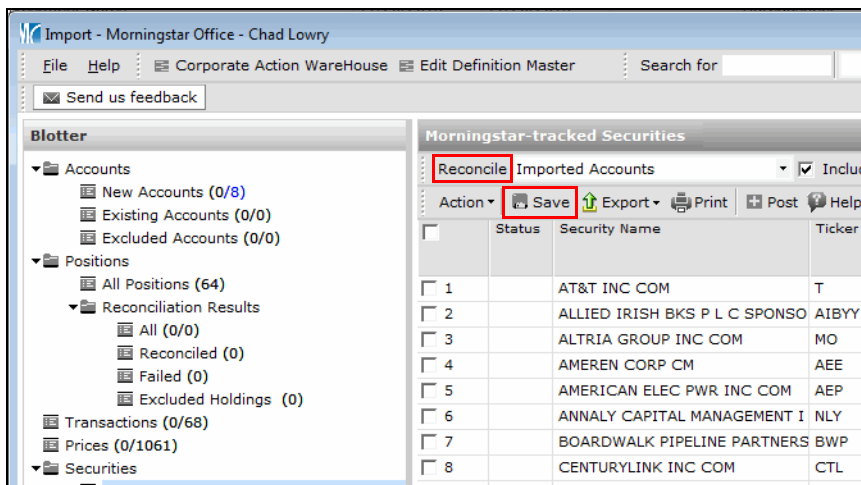 Import - Morningstar Office - Chad Lowry
File Help Corporate Action WareHouse Edit Definition Master Search for
Send us feedback
Blotter
Accounts
New Accounts (0/8)
Existing Accounts (0/0)
Excluded Accounts (0/0)
Positions
All Positions (64)
Reconciliation Results
All (0/0)
Reconciled (0)
Failed (0)
Excluded Holdings (0)
Transactions (0/68)
Prices (0/1061)
Securities
Morningstar-tracked Securities
Reconcile Imported Accounts Includ
Action Save Export Print Post Help
Status Security Name Ticker
1 AT&T INC COM T
2 ALLIED IRISH BKS P L C SPONSO AIBYY
3 ALTRIA GROUP INC COM MO
4 AMEREN CORP CM AEE
5 AMERICAN ELEC PWR INC COM AEP
6 ANNALY CAPITAL MANAGEMENT I NLY
7 BOARDWALK PIPELINE PARTNERS BWP
8 CENTURYLINK INC COM CTL